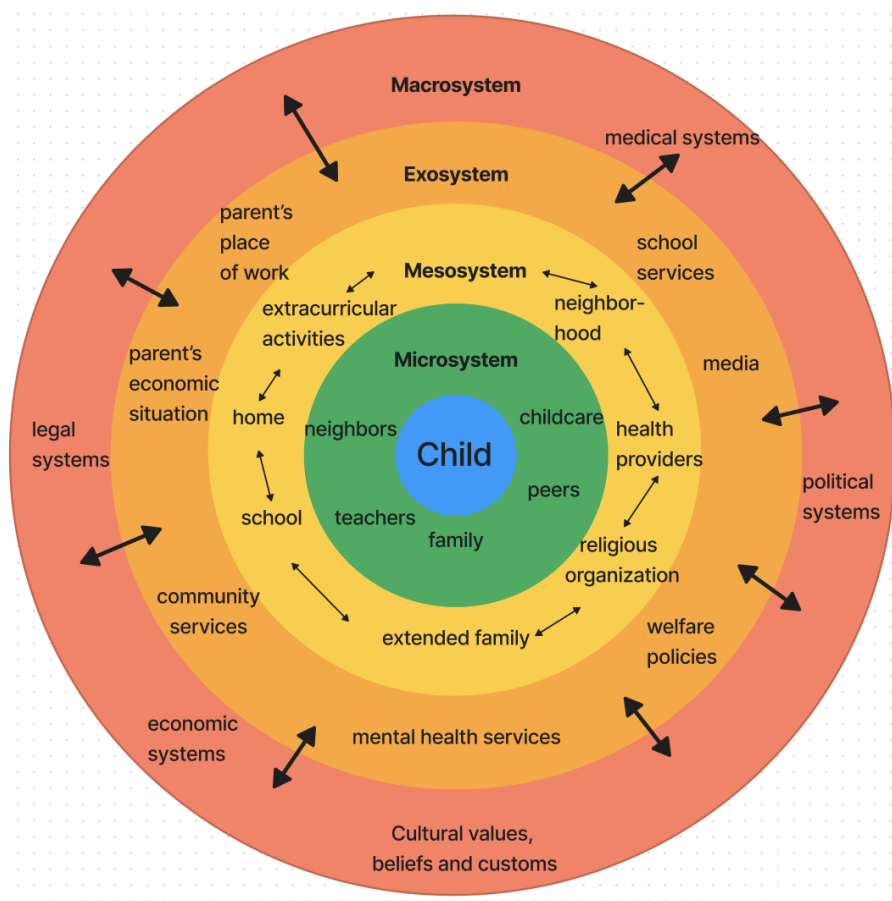 Macrosystem
medical systems
Exosystem
parent's
place
of work
school
services
Mesosystem
extracurricular
activities
neighbor-
hood
Microsystem
parent's
economic
situation
media
home
neighbors
childcare
health
providers
legal
systems
Child
political
systems
peers
school
teachers
family
religious
organization
community
services
extended family
welfare
policies
economic
systems
mental health services
Cultural values,
beliefs and customs